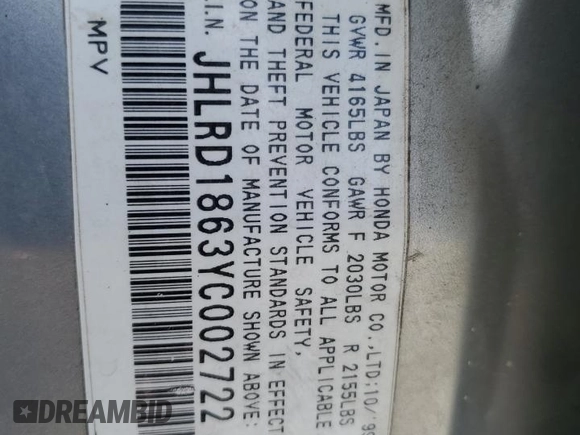 MFD. IN JAPAN BY HONDA MOTOR CO.,LTD:10/'99
GVWR 4165LBS GAWR F 2030LBS R 2155LBS
THIS VEHICLE CONFORMS TO ALL APPLICABLE
FEDERAL MOTOR VEHICLE SAFETY,
AND THEFT PREVENTION STANDARDS IN EFFECT
ON THE DATE OF MANUFACTURE SHOWN ABOVE:
.I.N. JHLRD1863YC002722
MPV
DREAMBID